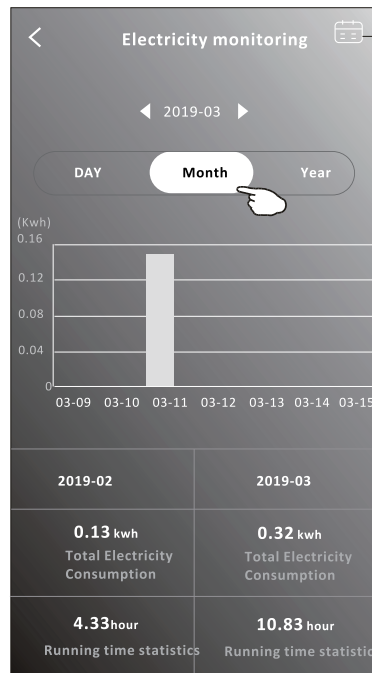 Electricity monitoring
2019-03
DAY Month Year
(Kwh)
0.16
0.12
0.08
0.04
0
03-09 03-10 03-11 03-12 03-13 03-14 03-15
2019-02 2019-03
0.13 kwh 0.32 kwh
Total Electricity Total Electricity
Consumption Consumption
4.33hour 10.83 hour
Running time statistics Running time statistic